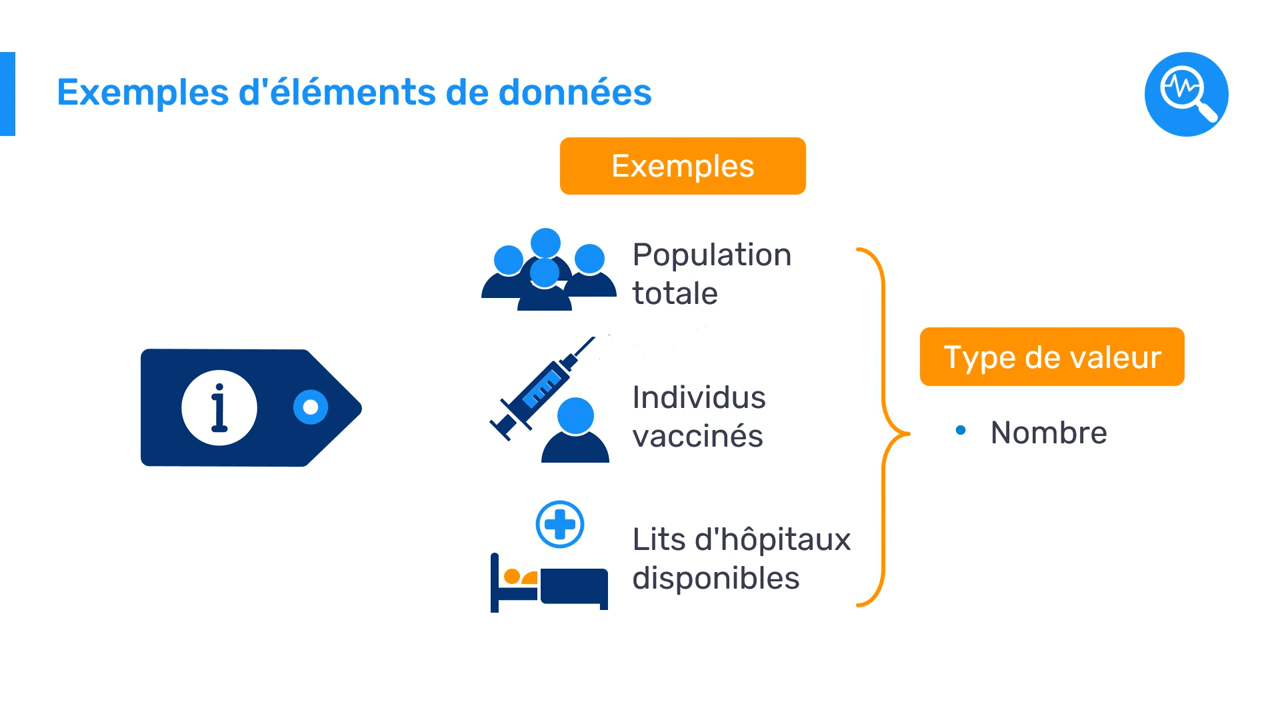 Exemples d'éléments de données
Exemples
Population
totale
Individus
vaccinés
Lits d'hôpitaux
disponibles
Type de valeur
• Nombre